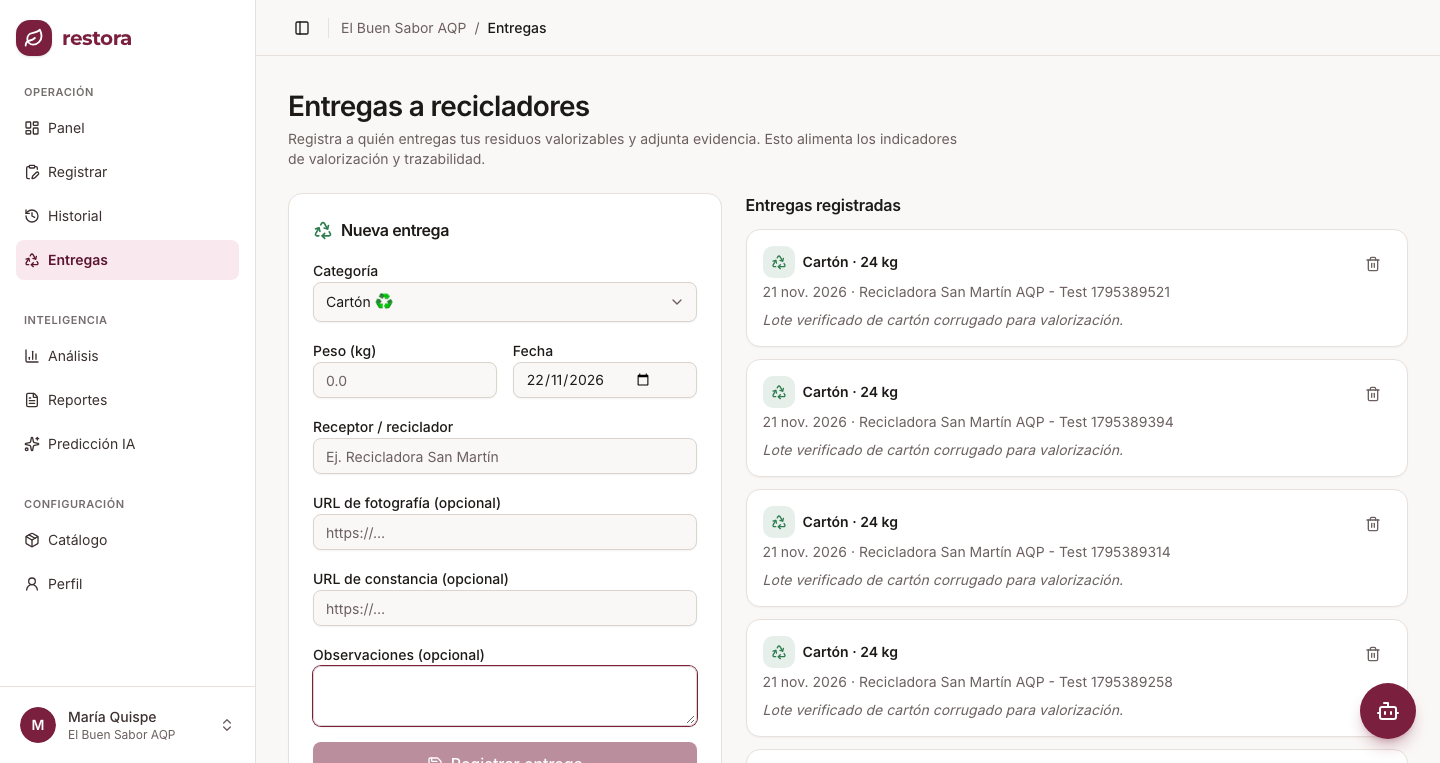 restora
OPERACIÓN
Panel
Registrar
Historial
Entregas
INTELIGENCIA
Análisis
Reportes
Predicción IA
CONFIGURACIÓN
Catálogo
Perfil
M
María Quispe
El Buen Sabor AQP
El Buen Sabor AQP / Entregas
Entregas a recicladores
Registra a quién entregas tus residuos valorizables y adjunta evidencia. Esto alimenta los indicadores
de valorización y trazabilidad.
Nueva entrega
Categoría
Cartón ♻️
Peso (kg)
Fecha
0.0
22/11/2026
Receptor / reciclador
Ej. Recicladora San Martín
URL de fotografía (opcional)
https://...
URL de constancia (opcional)
https://...
Observaciones (opcional)
Registrar entrega
Entregas registradas
Cartón · 24 kg
21 nov. 2026 · Recicladora San Martín AQP - Test 1795389521
Lote verificado de cartón corrugado para valorización.
Cartón · 24 kg
21 nov. 2026 · Recicladora San Martín AQP - Test 1795389394
Lote verificado de cartón corrugado para valorización.
Cartón · 24 kg
21 nov. 2026 · Recicladora San Martín AQP - Test 1795389314
Lote verificado de cartón corrugado para valorización.
Cartón · 24 kg
21 nov. 2026 · Recicladora San Martín AQP - Test 1795389258
Lote verificado de cartón corrugado para valorización.